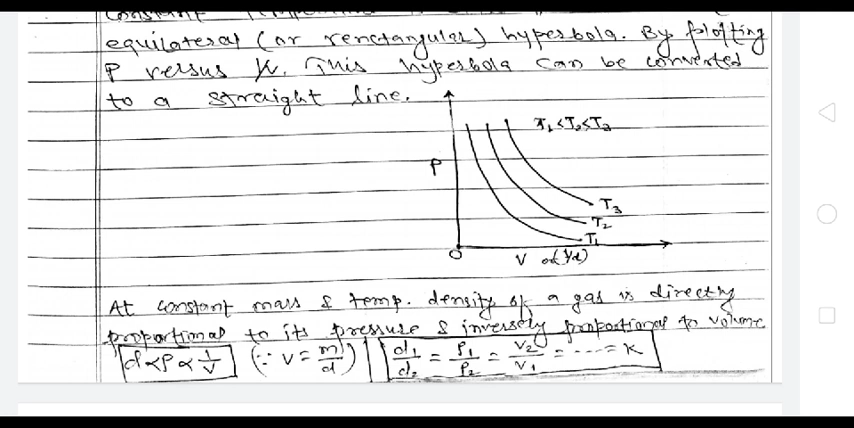 equilateral (or renctangular) hyperbola. By plotting
P versus 1/V. This hyperbola can be converted
to a straight line.
T₁<T₂<T₃
P
T₃
T₂
T₁
O
V or (1/d)
At constant mass & temp. density of a gas is directly
proportional to its pressure & inversely proportional to volume
d∝P∝1/V (∵ V = m/d) d₁/d₂ = P₁/P₂ = V₂/V₁ = ..... = K